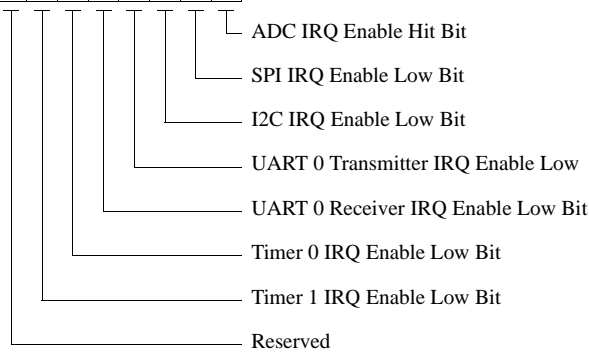 ADC IRQ Enable Hit Bit
SPI IRQ Enable Low Bit
I2C IRQ Enable Low Bit
UART 0 Transmitter IRQ Enable Low
UART 0 Receiver IRQ Enable Low Bit
Timer 0 IRQ Enable Low Bit
Timer 1 IRQ Enable Low Bit
Reserved